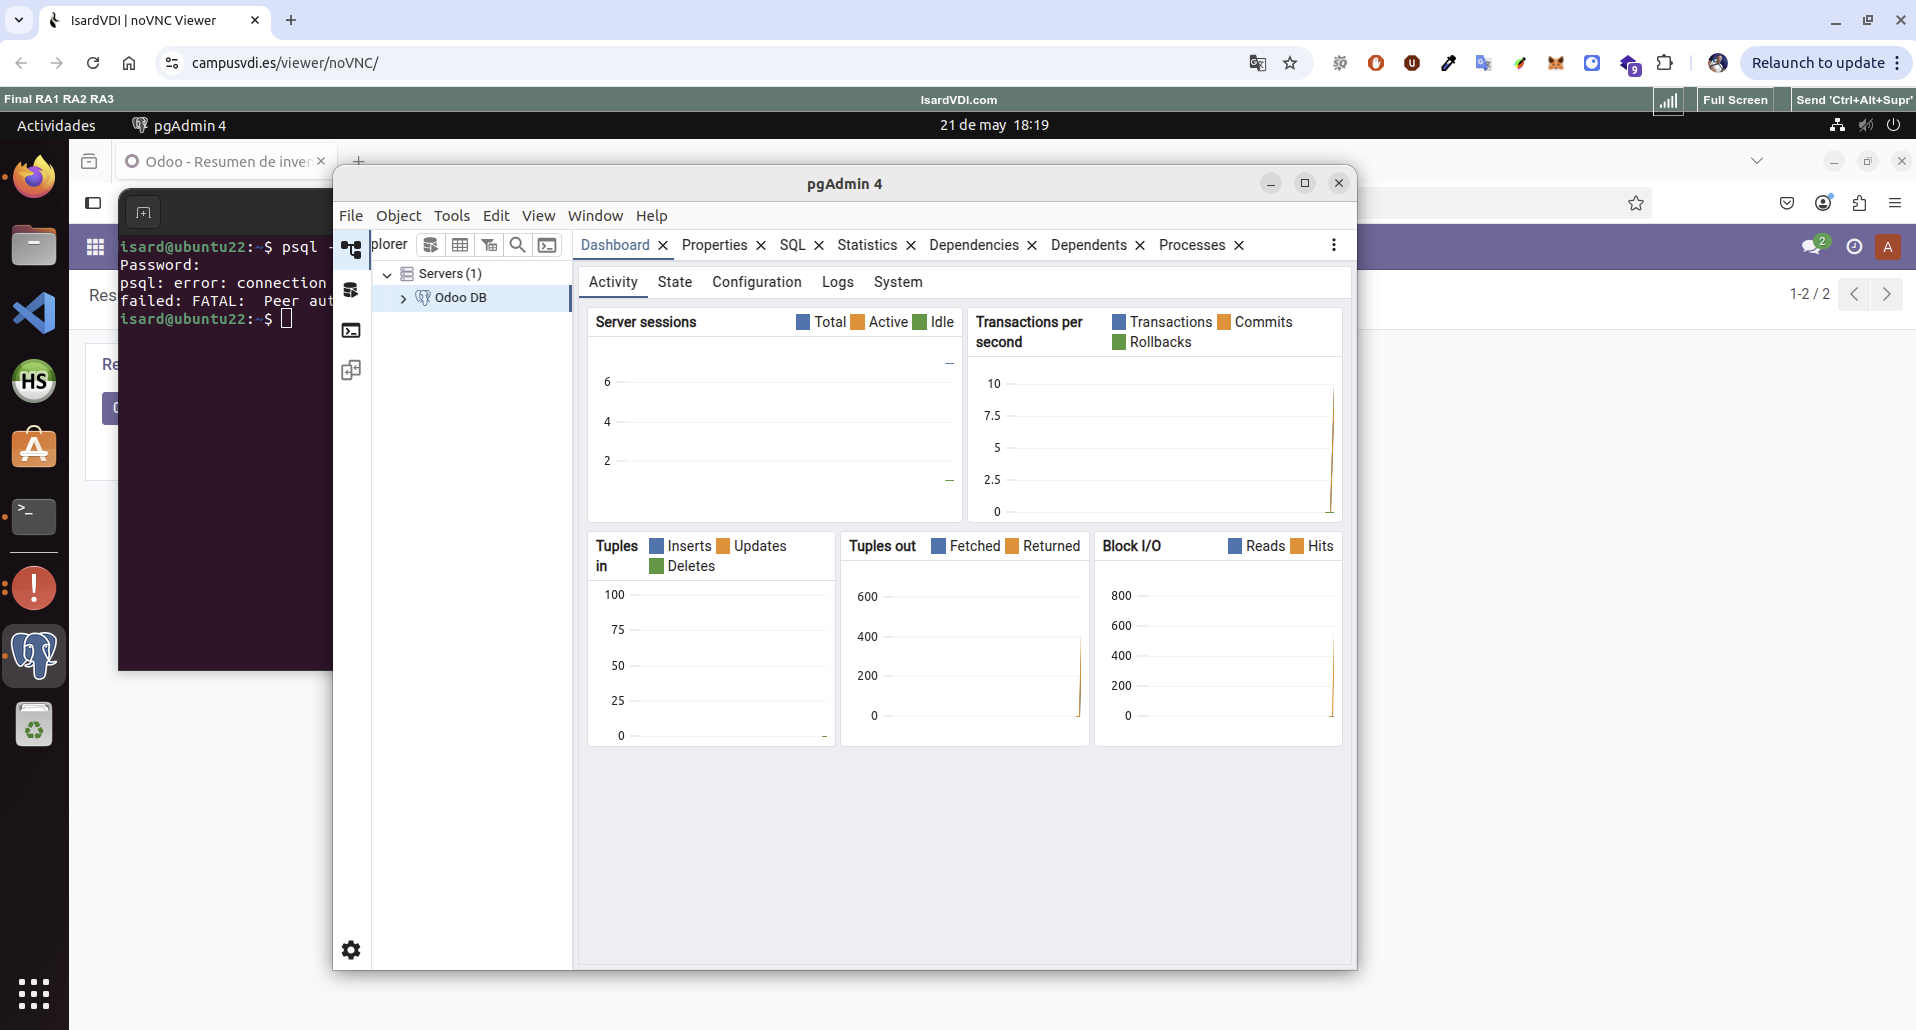 IsardVDI | noVNC Viewer
campusvdi.es/viewer/noVNC/
9
Relaunch to update
Final RA1 RA2 RA3
IsardVDI.com
Full Screen
Send 'Ctrl+Alt+Supr'
Actividades
pgAdmin 4
21 de may 18:19
Odoo - Resumen de inver
pgAdmin 4
File Object Tools Edit View Window Help
plorer
Dashboard Properties SQL Statistics Dependencies Dependents Processes
Servers (1)
Odoo DB
Activity State Configuration Logs System
isard@ubuntu22:~$ psql -
Password:
psql: error: connection
failed: FATAL:  Peer aut
isard@ubuntu22:~$
2
A
Res
1-2 / 2
Re
HS
>_
Server sessions
Total Active Idle
6
4
2
Transactions per second
Transactions Commits
Rollbacks
10
7.5
5
2.5
0
Tuples in
Inserts Updates
Deletes
100
75
50
25
0
Tuples out
Fetched Returned
600
400
200
0
Block I/O
Reads Hits
800
600
400
200
0